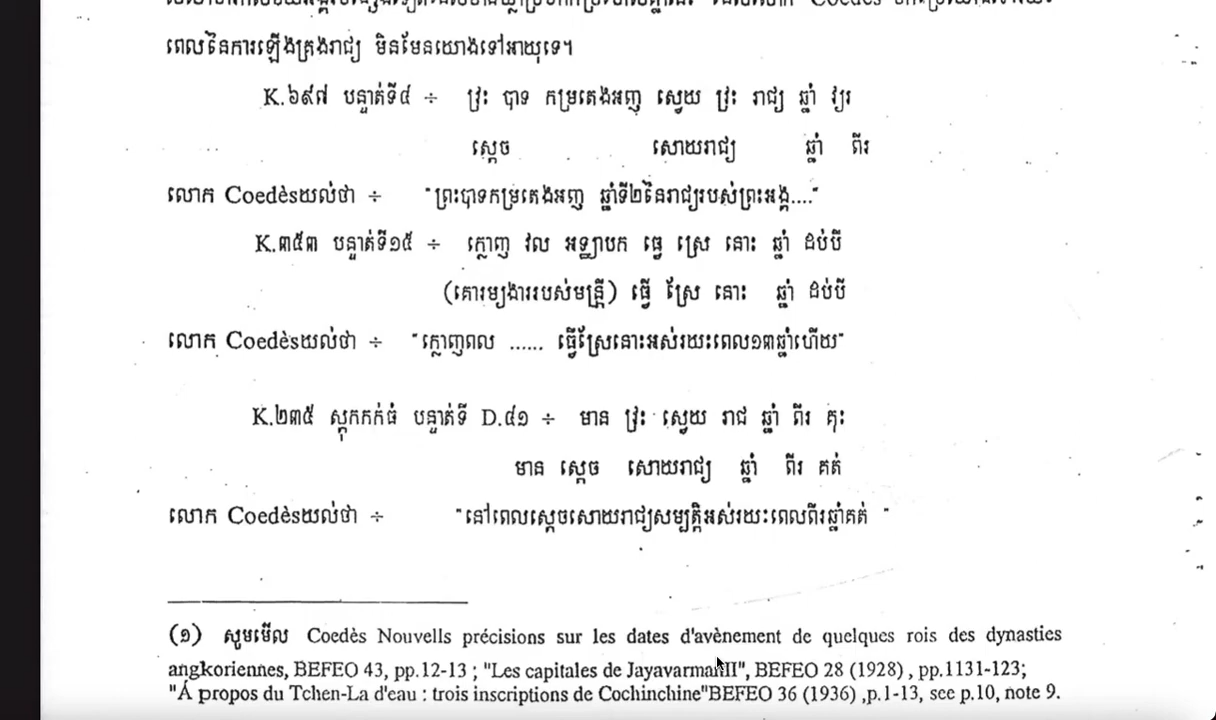 ពេលនៃការឡើងគ្រងរាជ្យ មិនមែនយោងទៅអាយុទេ។
K.៦៩៧ បន្ទាត់ទី៨ ÷ វ្រះ បាទ កម្រតេងអញ ស្វេយ វ្រះ រាជ្យ ឆ្នាំ វ្យរ
ស្តេច សោយរាជ្យ ឆ្នាំ ពីរ
លោក Coedèsយល់ថា ÷ "ព្រះបាទកម្រតេងអញ ឆ្នាំទី២នៃរាជ្យរបស់ព្រះអង្គ...."
K.៣៥៣ បន្ទាត់ទី១៥ ÷ ក្លោញ វល ធ្វេ ស្រេ នោះ ឆ្នាំ ដប់បី
(គោរម្យងាររបស់មន្ត្រី) ធ្វើ ស្រែ នោះ ឆ្នាំ ដប់បី
លោក Coedèsយល់ថា ÷ "ក្លោញពល ...... ធ្វើស្រែនោះអស់រយះពេល១៣ឆ្នាំហើយ"
K.២៣៥ ស្តុកកក់ធំ បន្ទាត់ទី D.៤១ ÷ មាន វ្រះ ស្វេយ រាជ ឆ្នាំ ពីរ គុះ
មាន ស្តេច សោយរាជ្យ ឆ្នាំ ពីរ គត់
លោក Coedèsយល់ថា ÷ "នៅពេលស្តេចសោយរាជ្យសម្បត្តិអស់រយះពេលពីរឆ្នាំគត់ "
(១) សូមមើល Coedès Nouvells précisions sur les dates d'avènement de quelques rois des dynasties
angkoriennes, BEFEO 43, pp.12-13 ; "Les capitales de JayavarmanII", BEFEO 28 (1928) , pp.1131-123;
"Á propos du Tchen-La d'eau : trois inscriptions de Cochinchine"BEFEO 36 (1936) ,p.1-13, see p.10, note 9.